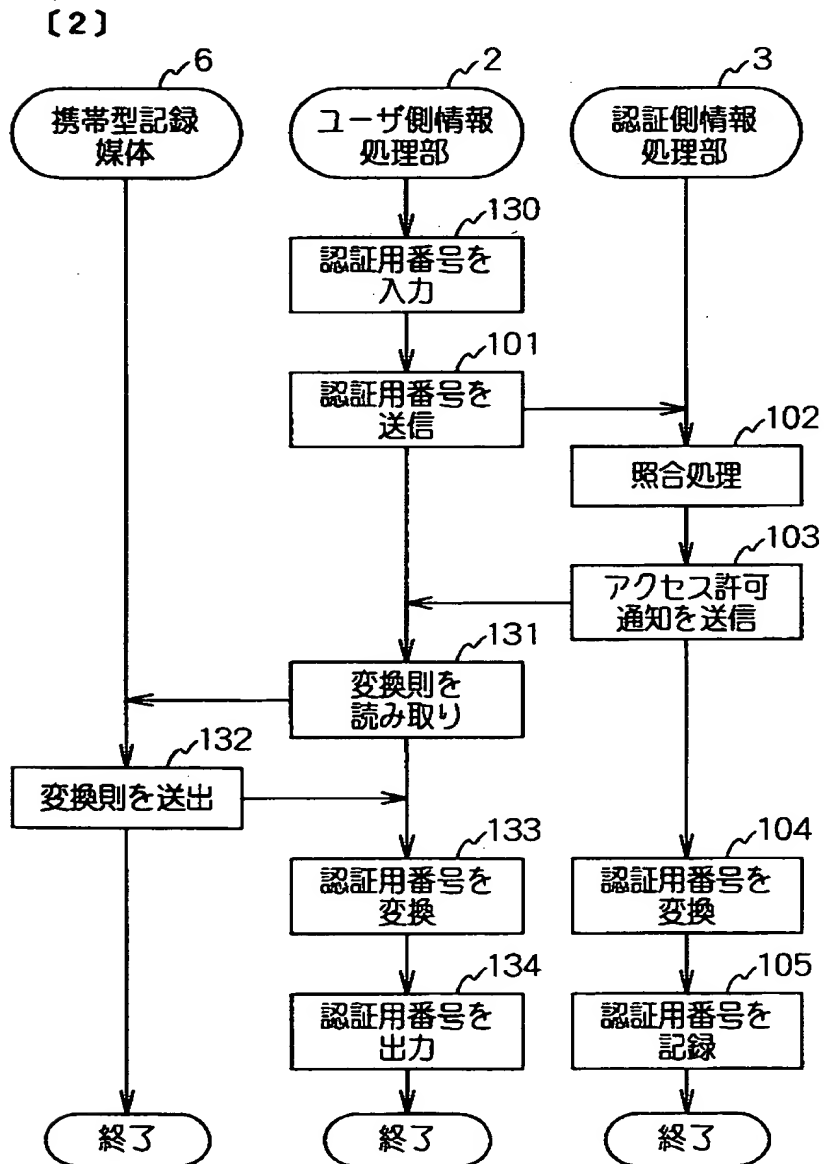 〔2〕
6
2
3
携帯型記録
媒体
ユーザ側情報
処理部
認証側情報
処理部
130
認証用番号を
入力
101
認証用番号を
送信
102
照合処理
103
アクセス許可
通知を送信
131
変換則を
読み取り
132
変換則を送出
133
認証用番号を
変換
104
認証用番号を
変換
134
認証用番号を
出力
105
認証用番号を
記録
終了
終了
終了